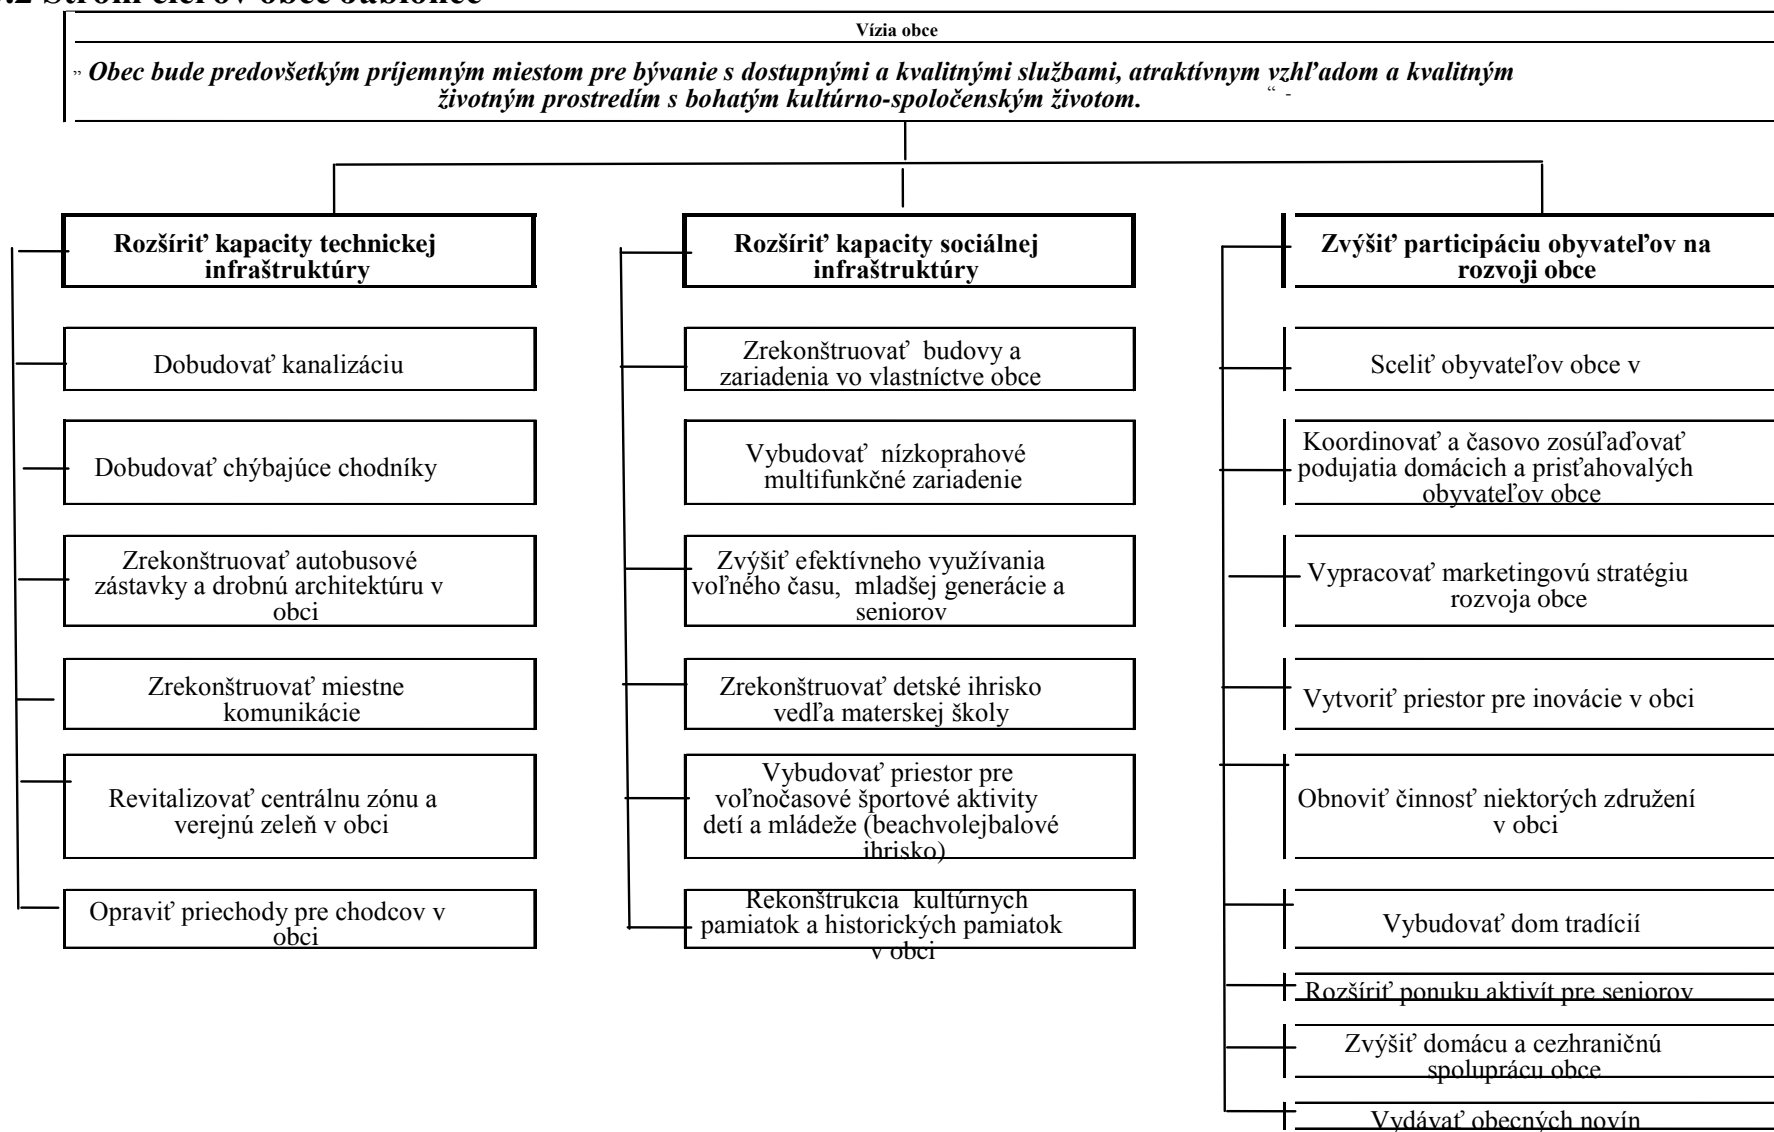 Vízia obce
„ Obec bude predovšetkým príjemným miestom pre bývanie s dostupnými a kvalitnými službami, atraktívnym vzhľadom a kvalitným
životným prostredím s bohatým kultúrno-spoločenským životom. “ -
Rozšíriť kapacity technickej
infraštruktúry
Dobudovať kanalizáciu
Dobudovať chýbajúce chodníky
Zrekonštruovať autobusové
zástavky a drobnú architektúru v
obci
Zrekonštruovať miestne
komunikácie
Revitalizovať centrálnu zónu a
verejnú zeleň v obci
Opraviť priechody pre chodcov v
obci
Rozšíriť kapacity sociálnej
infraštruktúry
Zrekonštruovať budovy a
zariadenia vo vlastníctve obce
Vybudovať nízkoprahové
multifunkčné zariadenie
Zvýšiť efektívneho využívania
voľného času, mladšej generácie a
seniorov
Zrekonštruovať detské ihrisko
vedľa materskej školy
Vybudovať priestor pre
voľnočasové športové aktivity
detí a mládeže (beachvolejbalové
ihrisko)
Rekonštrukcia kultúrnych
pamiatok a historických pamiatok
v obci
Zvýšiť participáciu obyvateľov na
rozvoji obce
Sceliť obyvateľov obce v
Koordinovať a časovo zosúľaďovať
podujatia domácich a prisťahovalých
obyvateľov obce
Vypracovať marketingovú stratégiu
rozvoja obce
Vytvoriť priestor pre inovácie v obci
Obnoviť činnosť niektorých združení
v obci
Vybudovať dom tradícií
Rozšíriť ponuku aktivít pre seniorov
Zvýšiť domácu a cezhraničnú
spoluprácu obce
Vydávať obecných novín